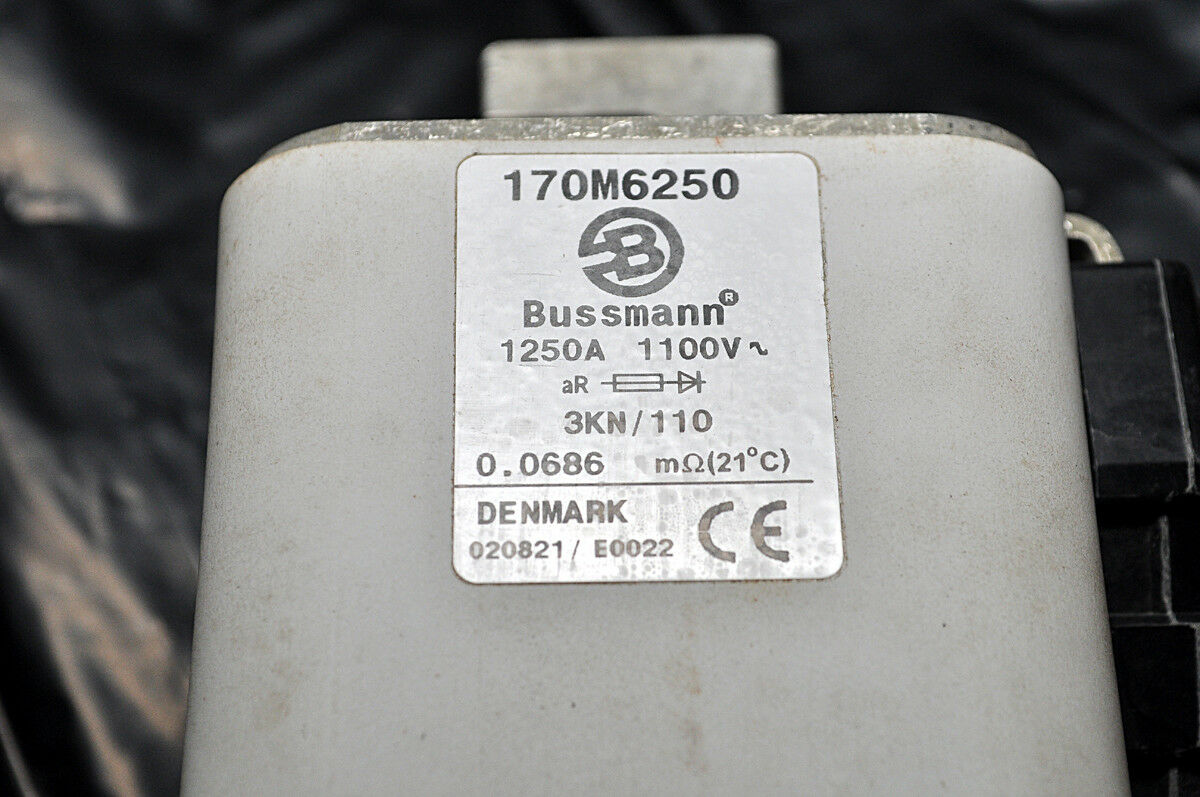 170M6250
B
Bussmann®
1250A 1100V~
aR
3KN/110
0.0686 mΩ(21°C)
DENMARK
020821/ E0022 CE